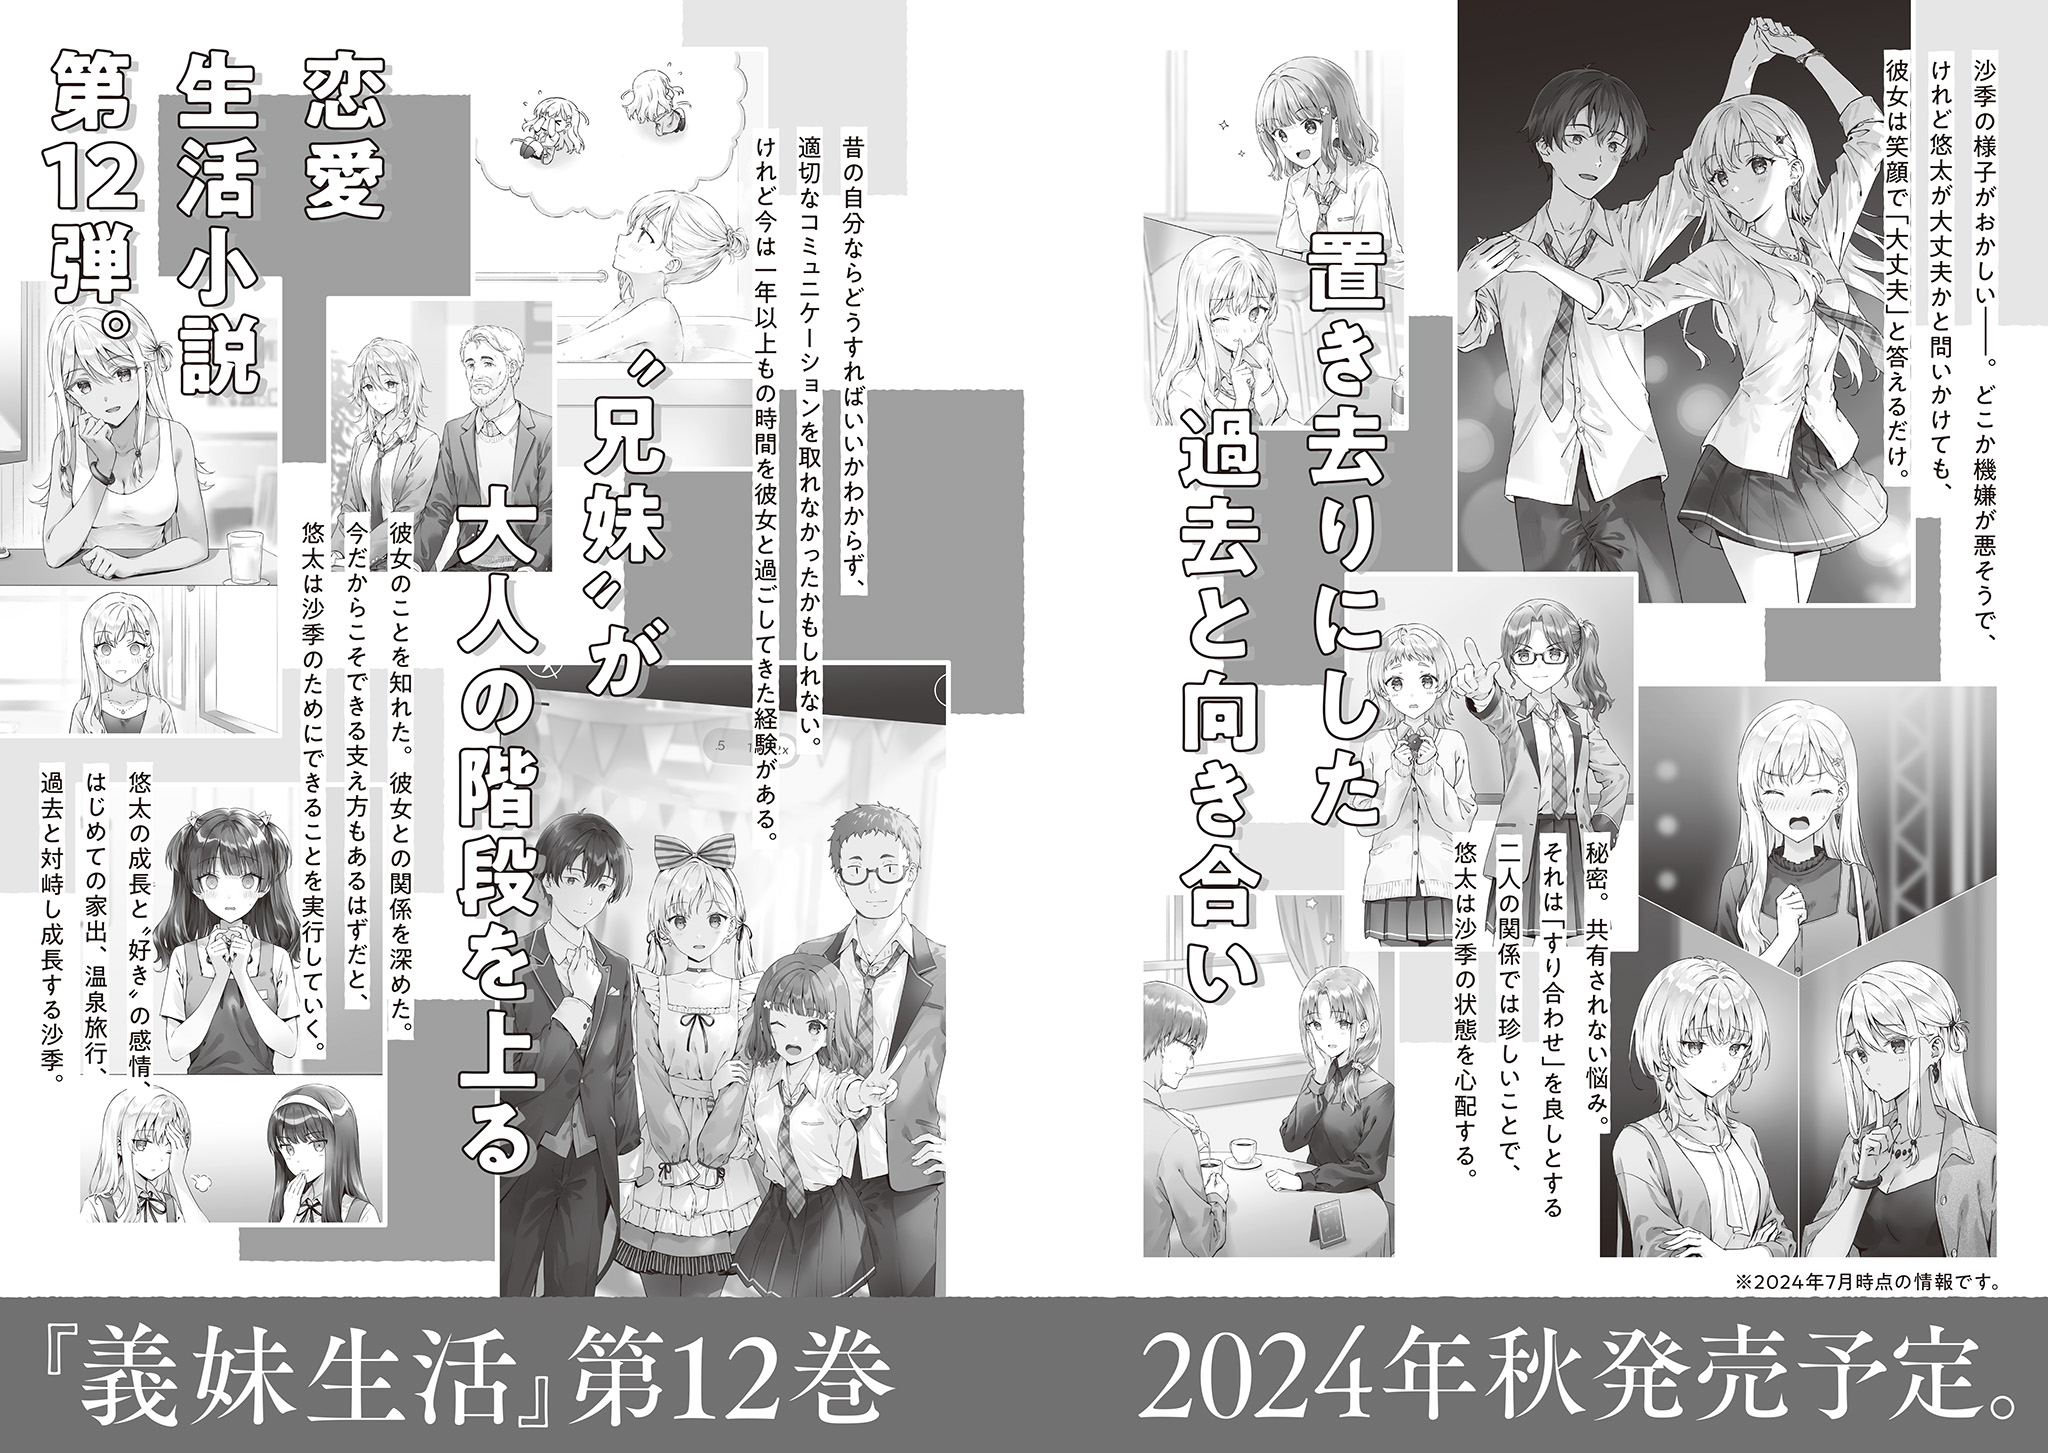 沙季の様子がおかしい――。どこか機嫌が悪そうで、
けれど悠太が大丈夫かと問いかけても、
彼女は笑顔で「大丈夫」と答えるだけ。
置き去りにした
過去と向き合い
秘密。共有されない悩み。
それは「すり合わせ」を良しとする
二人の関係では珍しいことで、
悠太は沙季の状態を心配する。
昔の自分ならどうすればいいかわからず、
適切なコミュニケーションを取れなかったかもしれない。
けれど今は一年以上もの時間を彼女と過ごしてきた経験がある。
〝兄妹〟が
大人の階段を上る
彼女のことを知れた。彼女との関係を深めた。
今だからこそできる支え方もあるはずだと、
悠太は沙季のためにできることを実行していく。
恋愛
生活小説
第12弾。
悠太の成長と〝好き〟の感情、
はじめての家出、温泉旅行、
過去と対峙し成長する沙季。
※2024年7月時点の情報です。
『義妹生活』第12巻
2024年秋発売予定。